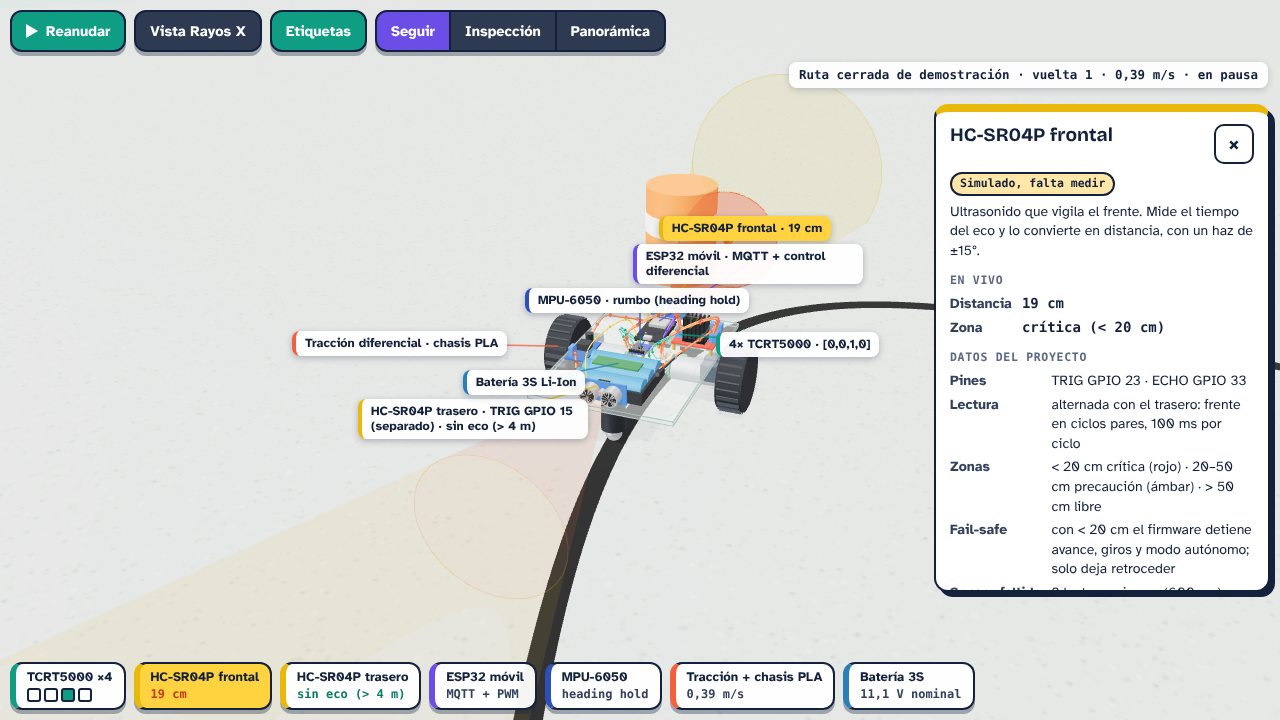 Reanudar
Vista Rayos X
Etiquetas
Seguir
Inspección
Panorámica
Ruta cerrada de demostración · vuelta 1 · 0,39 m/s · en pausa
HC-SR04P frontal
×
Simulado, falta medir
Ultrasonido que vigila el frente. Mide el tiempo
del eco y lo convierte en distancia, con un haz de
±15°.
EN VIVO
Distancia 19 cm
Zona crítica (< 20 cm)
DATOS DEL PROYECTO
Pines TRIG GPIO 23 · ECHO GPIO 33
Lectura alternada con el trasero: frente
en ciclos pares, 100 ms por
ciclo
Zonas < 20 cm crítica (rojo) · 20–50
cm precaución (ámbar) · > 50
cm libre
Fail-safe con < 20 cm el firmware detiene
avance, giros y modo autónomo;
solo deja retroceder
HC-SR04P frontal · 19 cm
ESP32 móvil · MQTT + control
diferencial
MPU-6050 · rumbo (heading hold)
Tracción diferencial · chasis PLA
4× TCRT5000 · [0,0,1,0]
Batería 3S Li-Ion
HC-SR04P trasero · TRIG GPIO 15
(separado) · sin eco (> 4 m)
TCRT5000 ×4
HC-SR04P frontal
19 cm
HC-SR04P trasero
sin eco (> 4 m)
ESP32 móvil
MQTT + PWM
MPU-6050
heading hold
Tracción + chasis PLA
0,39 m/s
Batería 3S
11,1 V nominal